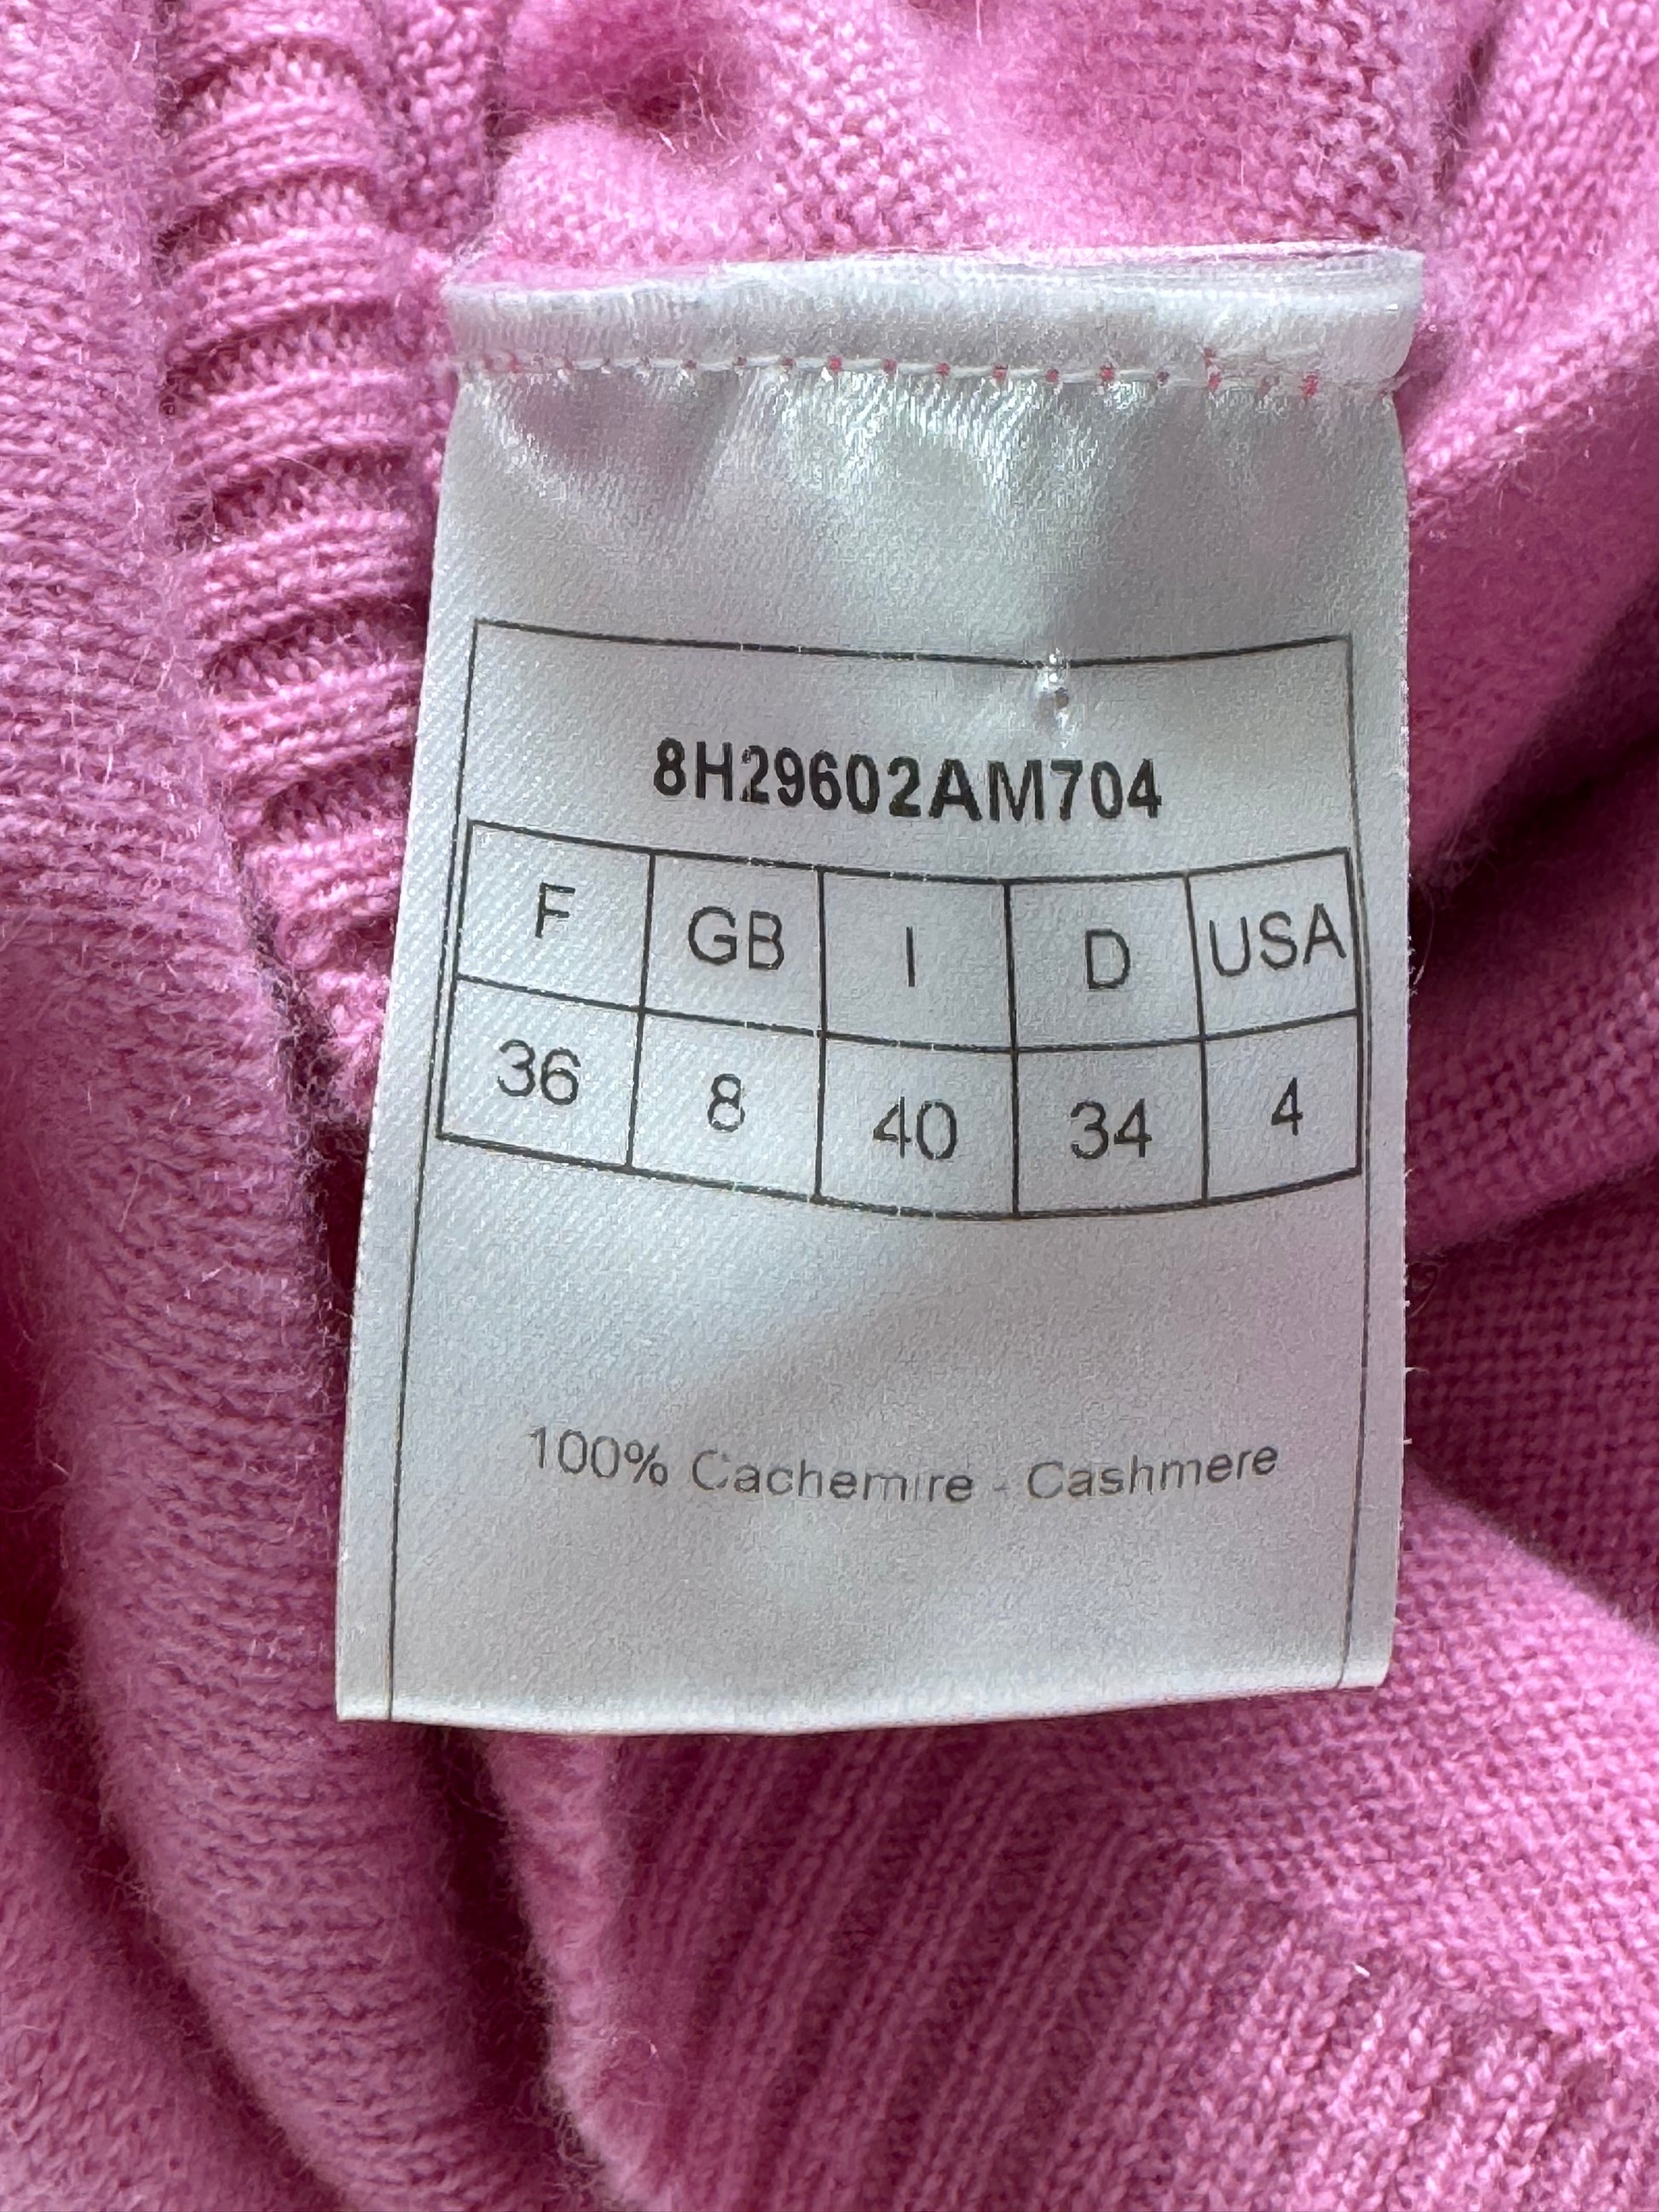 8H29602AM704
F GB I D USA
36 8 40 34 4
100% Cachemire - Cashmere